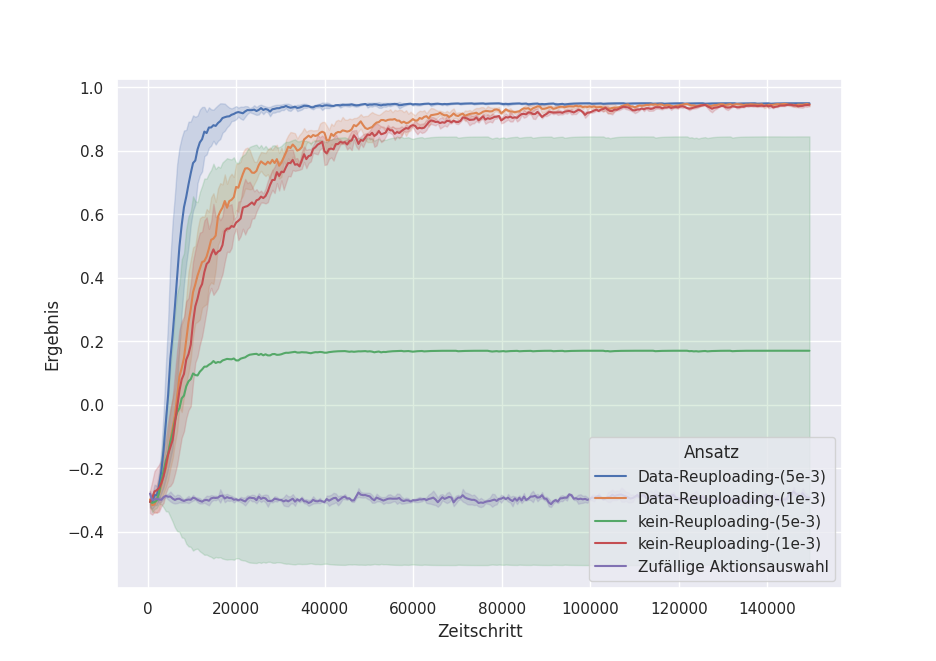 1.0
0.8
0.6
0.4
0.2
0.0
−0.2
−0.4
Ergebnis
0
20000
40000
60000
80000
100000
120000
140000
Zeitschritt
Ansatz
Data-Reuploading-(5e-3)
Data-Reuploading-(1e-3)
kein-Reuploading-(5e-3)
kein-Reuploading-(1e-3)
Zufällige Aktionsauswahl